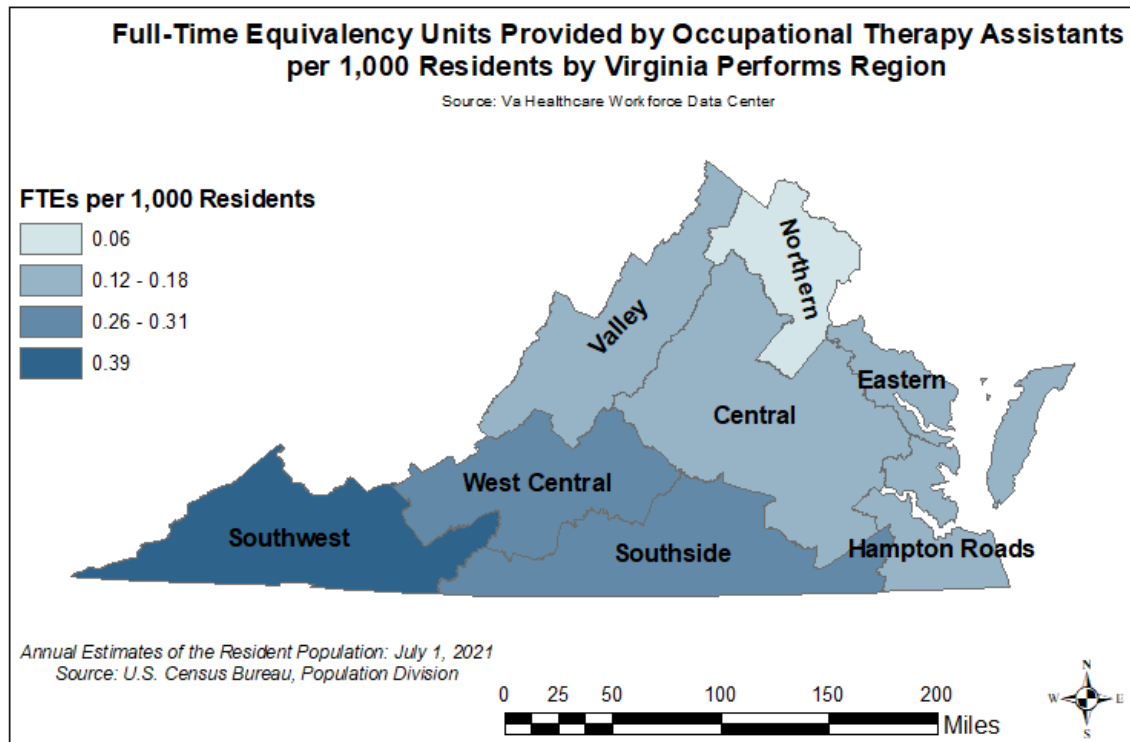 Full-Time Equivalency Units Provided by Occupational Therapy Assistants
per 1,000 Residents by Virginia Performs Region
Source: Va Healthcare Workforce Data Center
FTEs per 1,000 Residents
0.06
0.12 - 0.18
0.26 - 0.31
0.39
Northern
Valley
Eastern
Central
West Central
Southwest
Southside
Hampton Roads
Annual Estimates of the Resident Population: July 1, 2021
Source: U.S. Census Bureau, Population Division
0 25 50 100 150 200
Miles
N
W E
S